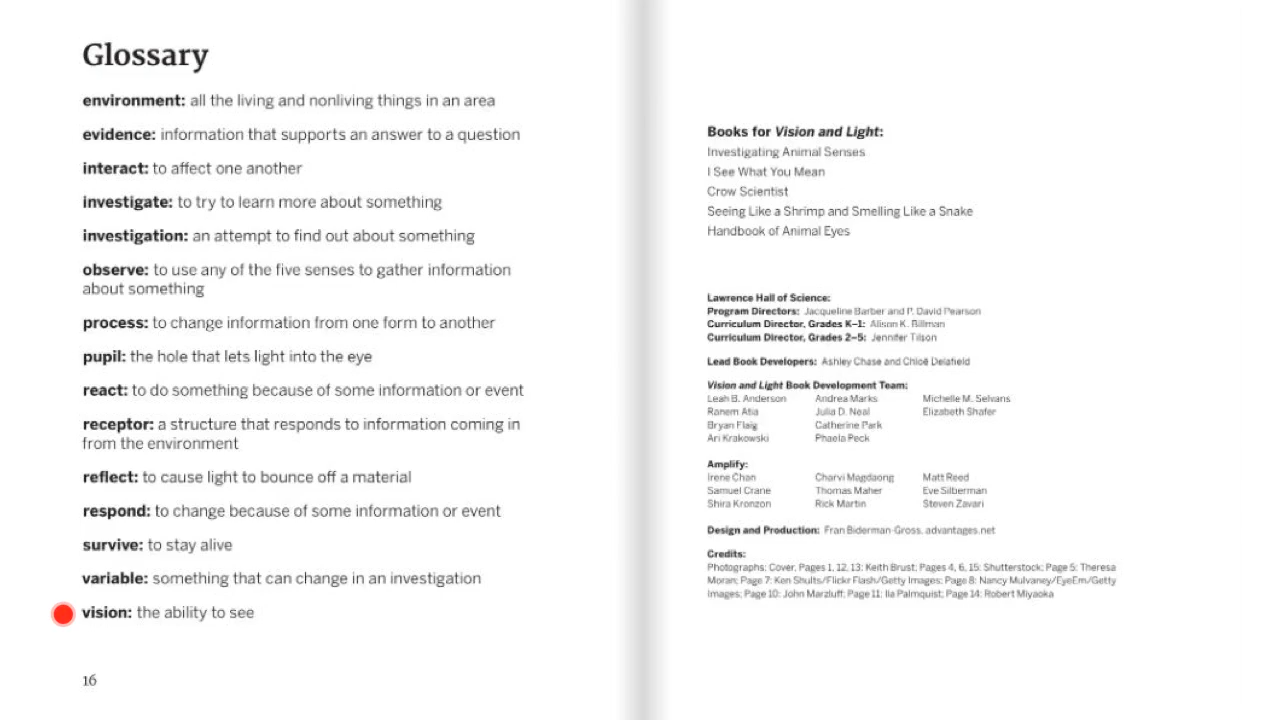 Glossary
environment: all the living and nonliving things in an area
evidence: information that supports an answer to a question
interact: to affect one another
investigate: to try to learn more about something
investigation: an attempt to find out about something
observe: to use any of the five senses to gather information
about something
process: to change information from one form to another
pupil: the hole that lets light into the eye
react: to do something because of some information or event
receptor: a structure that responds to information coming in
from the environment
reflect: to cause light to bounce off a material
respond: to change because of some information or event
survive: to stay alive
variable: something that can change in an investigation
vision: the ability to see
16
Books for Vision and Light:
Investigating Animal Senses
I See What You Mean
Crow Scientist
Seeing Like a Shrimp and Smelling Like a Snake
Handbook of Animal Eyes
Lawrence Hall of Science:
Program Directors: Jacqueline Barber and P. David Pearson
Curriculum Director, Grades K–1: Alison K. Billman
Curriculum Director, Grades 2–5: Jennifer Tilson
Lead Book Developers: Ashley Chase and Chloë Delafield
Vision and Light Book Development Team:
Leah B. Anderson Andrea Marks Michelle M. Selvans
Ranem Atia Julia D. Neal Elizabeth Shafer
Bryan Flaig Catherine Park
Ari Krakowski Phaela Peck
Amplify:
Irene Chan Charvi Magdaong Matt Reed
Samuel Crane Thomas Maher Eve Silberman
Shira Kronzon Rick Martin Steven Zavari
Design and Production: Fran Biderman-Gross, advantages.net
Credits:
Photographs: Cover, Pages 1, 12, 13: Keith Brust; Pages 4, 6, 15: Shutterstock; Page 5: Theresa
Moran; Page 7: Ken Shults/Flickr Flash/Getty Images; Page 8: Nancy Mulvaney/EyeEm/Getty
Images; Page 10: John Marzluff; Page 11: Ila Palmquist; Page 14: Robert Miyaoka